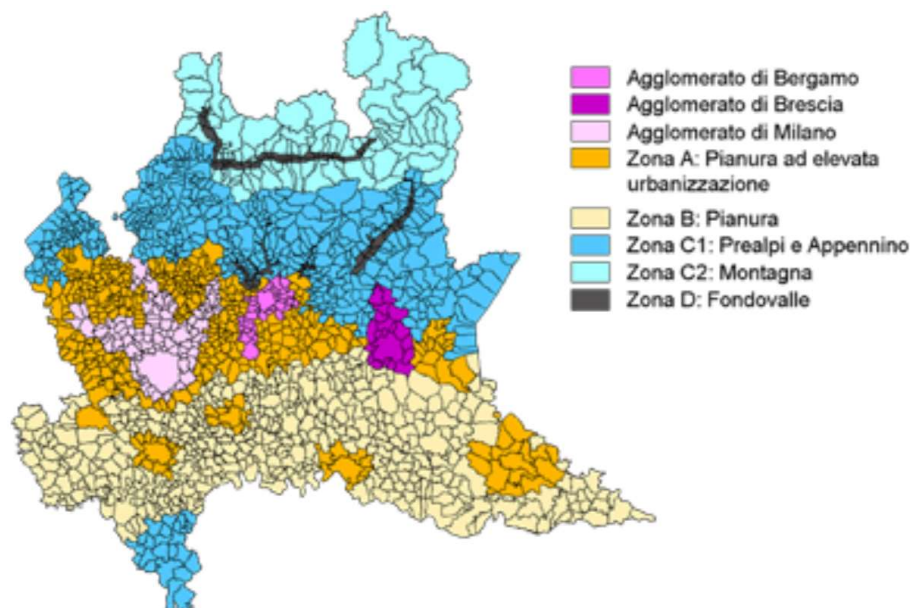 Agglomerato di Bergamo
Agglomerato di Brescia
Agglomerato di Milano
Zona A: Pianura ad elevata
urbanizzazione
Zona B: Pianura
Zona C1: Prealpi e Appennino
Zona C2: Montagna
Zona D: Fondovalle